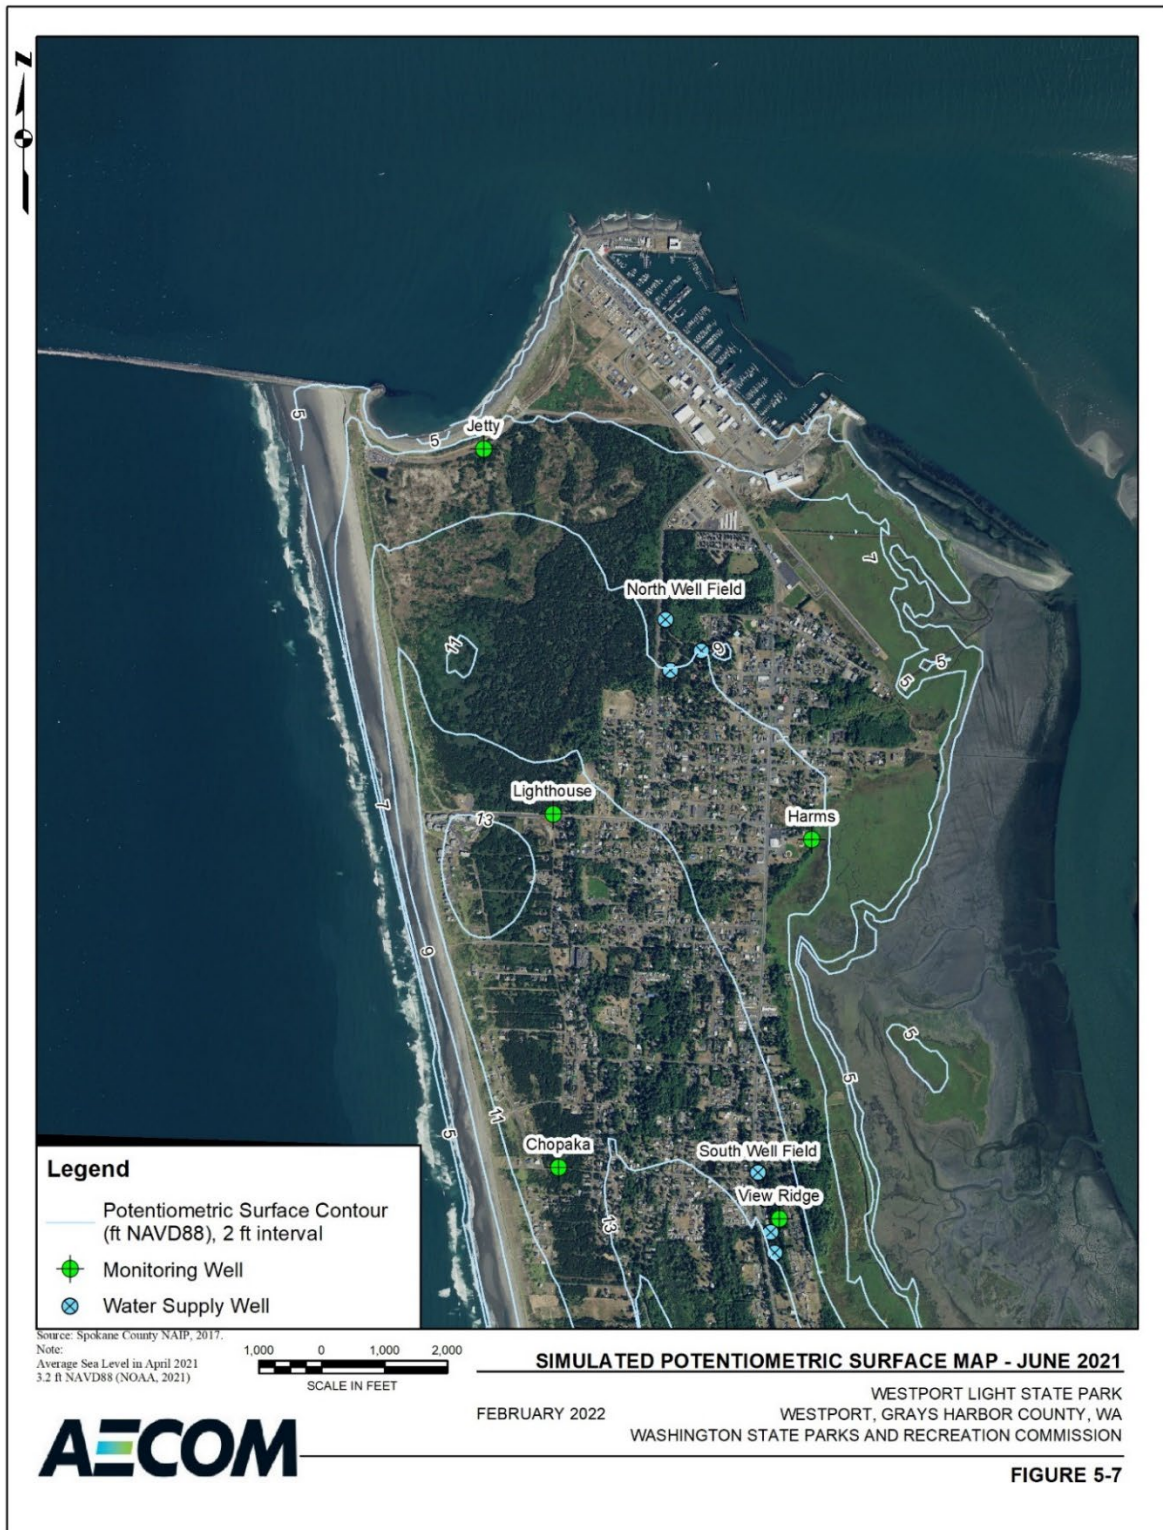 N
5
5
Jetty
7
North Well Field
9
5
5
11
Lighthouse
13
Harms
7
9
5
5
11
5
Chopaka
South Well Field
View Ridge
13
Legend
Potentiometric Surface Contour
(ft NAVD88), 2 ft interval
Monitoring Well
Water Supply Well
Source: Spokane County NAIP, 2017.
Note:
Average Sea Level in April 2021
3.2 ft NAVD88 (NOAA, 2021)
1,000 0 1,000 2,000
SCALE IN FEET
SIMULATED POTENTIOMETRIC SURFACE MAP - JUNE 2021
FEBRUARY 2022
WESTPORT LIGHT STATE PARK
WESTPORT, GRAYS HARBOR COUNTY, WA
WASHINGTON STATE PARKS AND RECREATION COMMISSION
AECOM
FIGURE 5-7